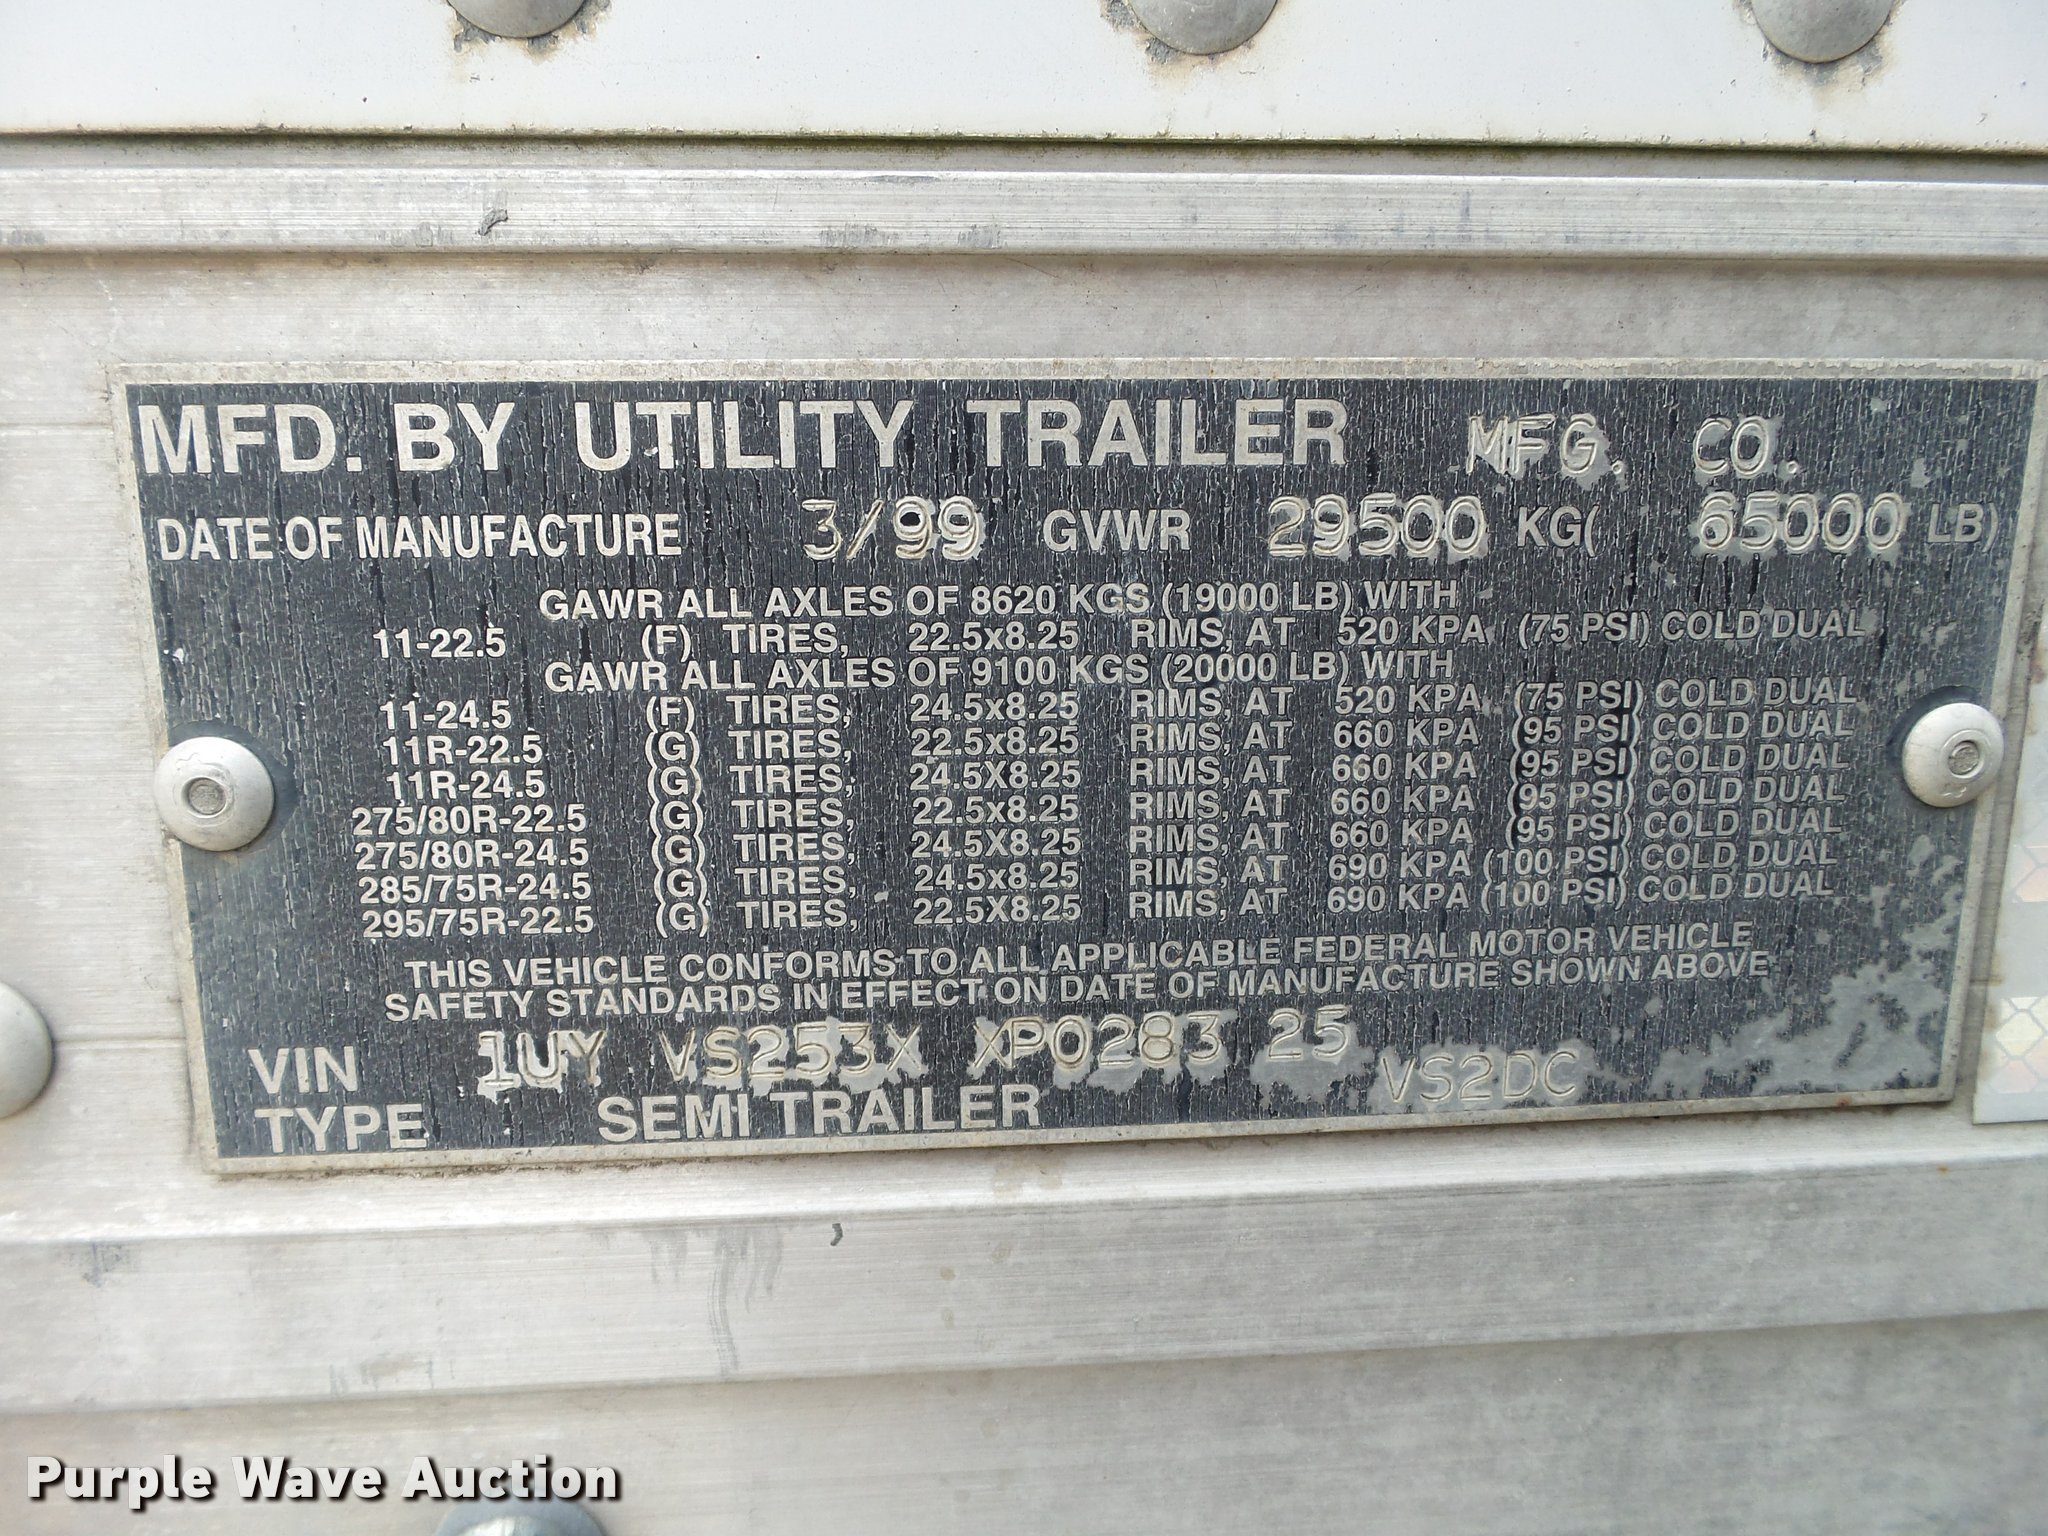 MFD. BY UTILITY TRAILER MFG. CO.
DATE OF MANUFACTURE 3/99 GVWR 29500 KG( 65000 LB)
GAWR ALL AXLES OF 8620 KGS (19000 LB) WITH
11-22.5 (F) TIRES, 22.5x8.25 RIMS, AT 520 KPA (75 PSI) COLD DUAL
GAWR ALL AXLES OF 9100 KGS (20000 LB) WITH
11-24.5 (F) TIRES, 24.5x8.25 RIMS, AT 520 KPA (75 PSI) COLD DUAL
11R-22.5 (G) TIRES, 22.5x8.25 RIMS, AT 660 KPA (95 PSI) COLD DUAL
11R-24.5 (G) TIRES, 24.5X8.25 RIMS, AT 660 KPA (95 PSI) COLD DUAL
275/80R-22.5 (G) TIRES, 22.5x8.25 RIMS, AT 660 KPA (95 PSI) COLD DUAL
275/80R-24.5 (G) TIRES, 24.5X8.25 RIMS, AT 660 KPA (95 PSI) COLD DUAL
285/75R-24.5 (G) TIRES, 24.5x8.25 RIMS, AT 690 KPA (100 PSI) COLD DUAL
295/75R-22.5 (G) TIRES, 22.5X8.25 RIMS, AT 690 KPA (100 PSI) COLD DUAL
THIS VEHICLE CONFORMS TO ALL APPLICABLE FEDERAL MOTOR VEHICLE
SAFETY STANDARDS IN EFFECT ON DATE OF MANUFACTURE SHOWN ABOVE
VIN 1UY VS253X XP0283 25 VS2DC
TYPE SEMI TRAILER
Purple Wave Auction